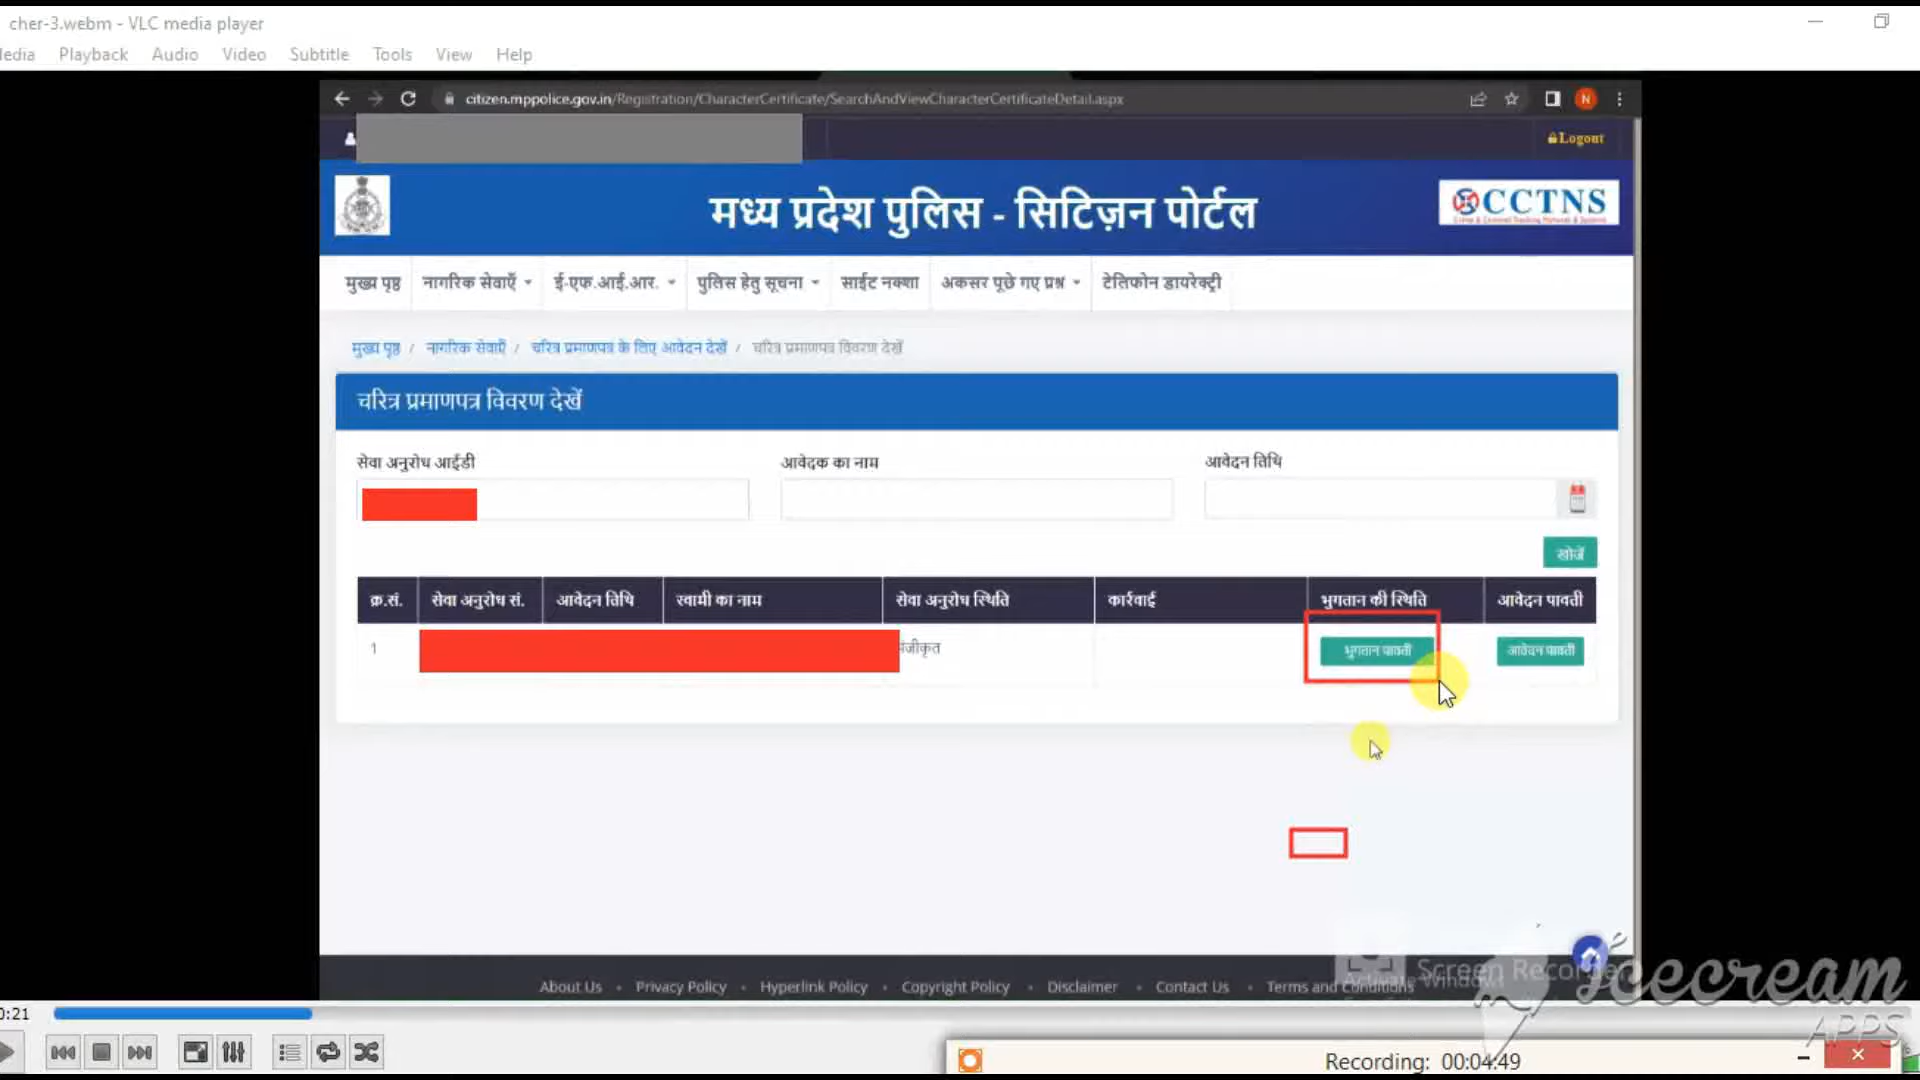 cher-3.webm - VLC media player
Playback Audio Video Subtitle Tools View Help
citizen.mppolice.gov.in/Registration/CharacterCertificate/SearchAndViewCharacterCertificateDetail.aspx
N
Logout
मध्य प्रदेश पुलिस - सिटिज़न पोर्टल
CCTNS
मुख्य पृष्ठ नागरिक सेवाएँ ई-एफ.आई.आर. पुलिस हेतु सूचना साईट नक्शा अकसर पूछे गए प्रश्न टेलिफोन डायरेक्ट्री
मुख्य पृष्ठ / नागरिक सेवाएँ / चरित्र प्रमाणपत्र के लिए आवेदन देखें / चरित्र प्रमाणपत्र विवरण देखें
चरित्र प्रमाणपत्र विवरण देखें
सेवा अनुरोध आईडी आवेदक का नाम आवेदन तिथि
खोजें
क्र.सं. सेवा अनुरोध सं. आवेदन तिथि स्वामी का नाम सेवा अनुरोध स्थिति कार्रवाई भुगतान की स्थिति आवेदन पावती
1 भुगतान पावती आवेदन पावती
About Us • Privacy Policy • Hyperlink Policy • Copyright Policy • Disclaimer • Contact Us • Terms and Conditions
Screen Recorder
Icecream
APPS
0:21
Recording: 00:04:49